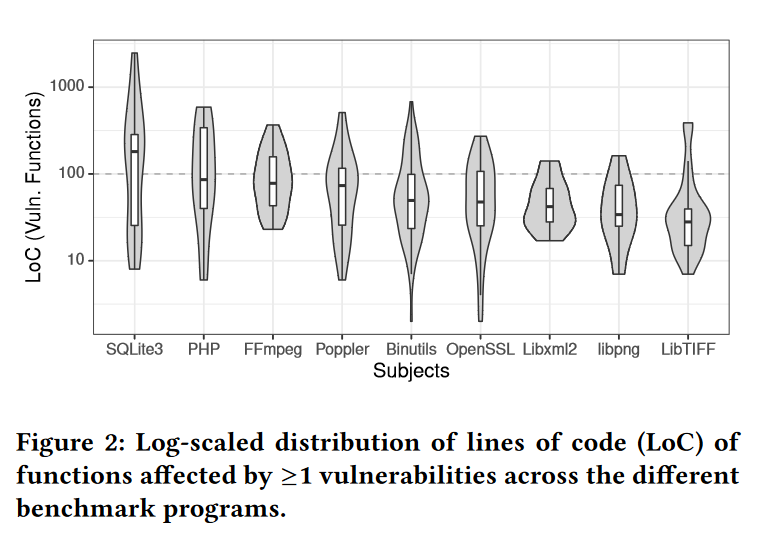 LoC (Vuln. Functions)
1000
100
10
SQLite3 PHP FFmpeg Poppler Binutils OpenSSL Libxml2 libpng LibTIFF
Subjects
Figure 2: Log-scaled distribution of lines of code (LoC) of
functions affected by ≥1 vulnerabilities across the different
benchmark programs.